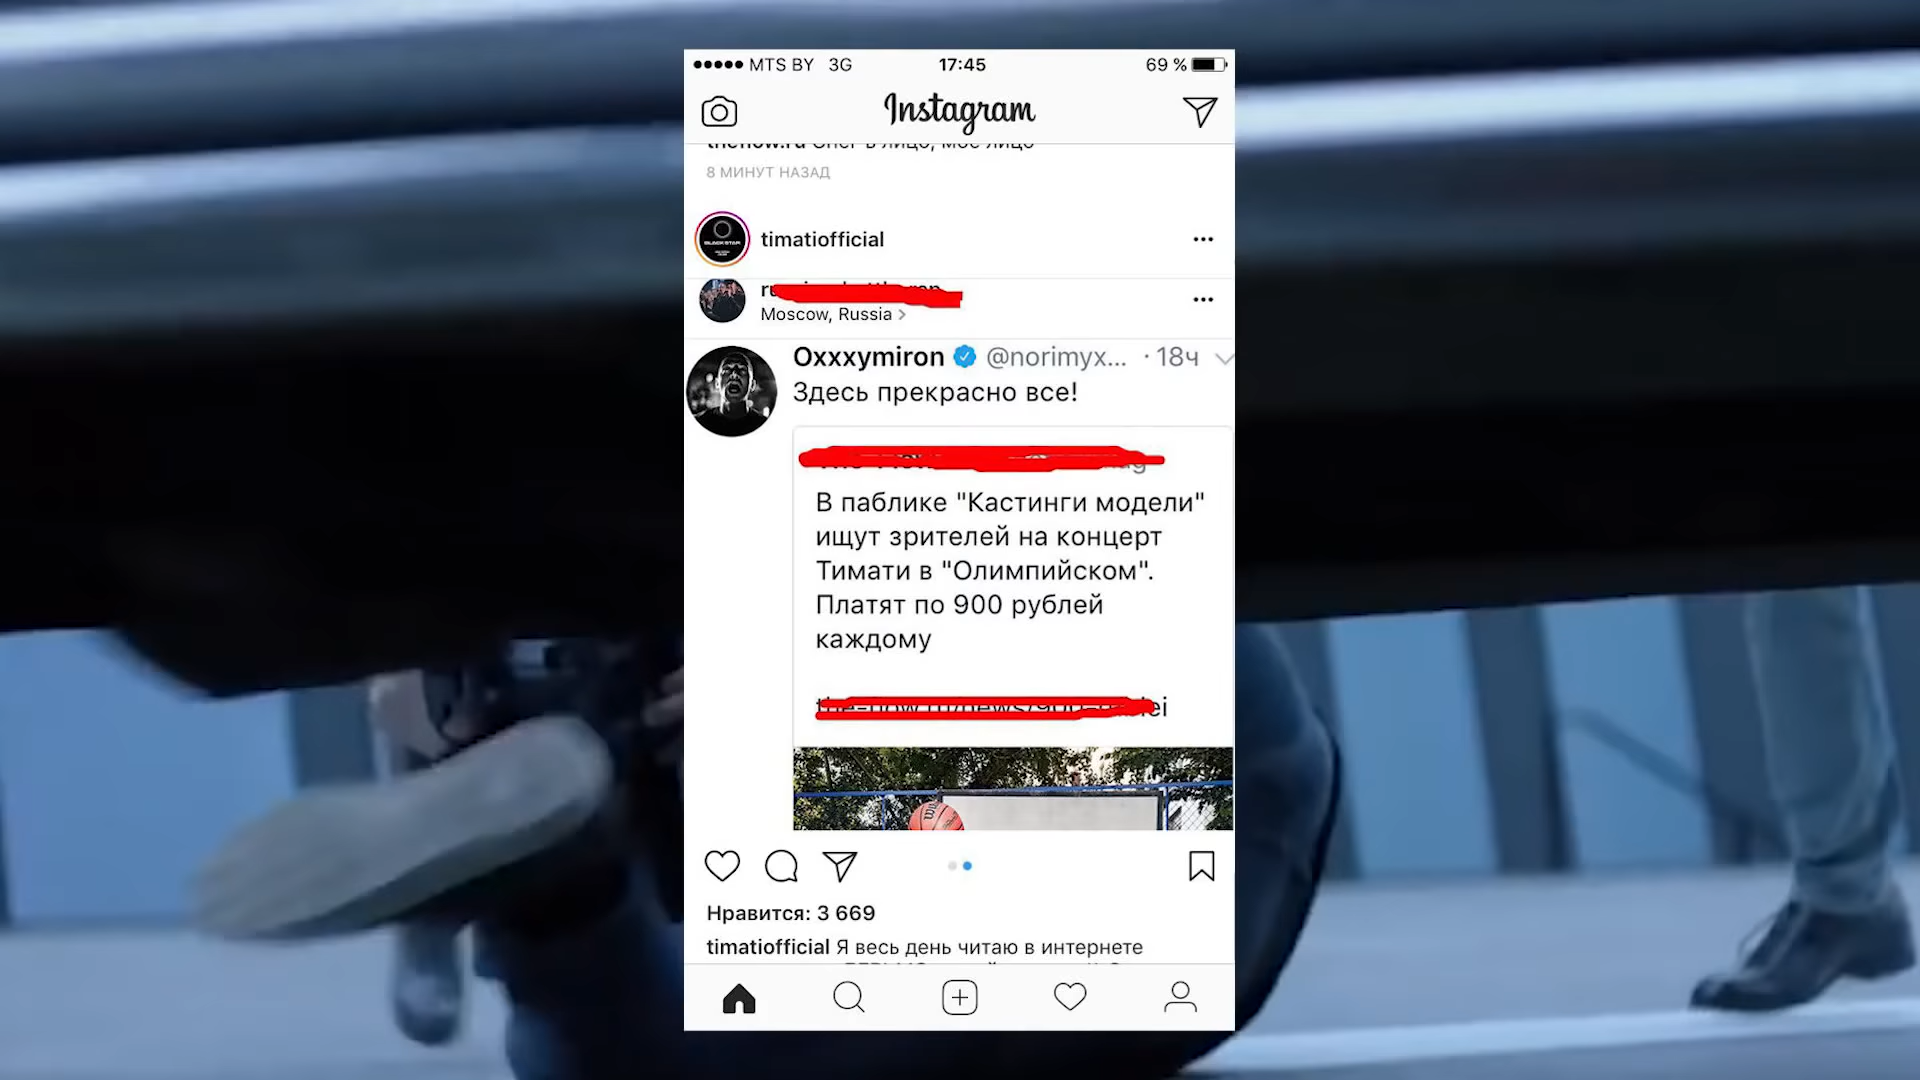 MTS BY 3G 17:45 69 %
Instagram
8 МИНУТ НАЗАД
BLACK STAR
timatiofficial
Moscow, Russia >
Oxxxymiron @norimyx... · 18ч
Здесь прекрасно все!
В паблике "Кастинги модели"
ищут зрителей на концерт
Тимати в "Олимпийском".
Платят по 900 рублей
каждому
Нравится: 3 669
timatiofficial Я весь день читаю в интернете